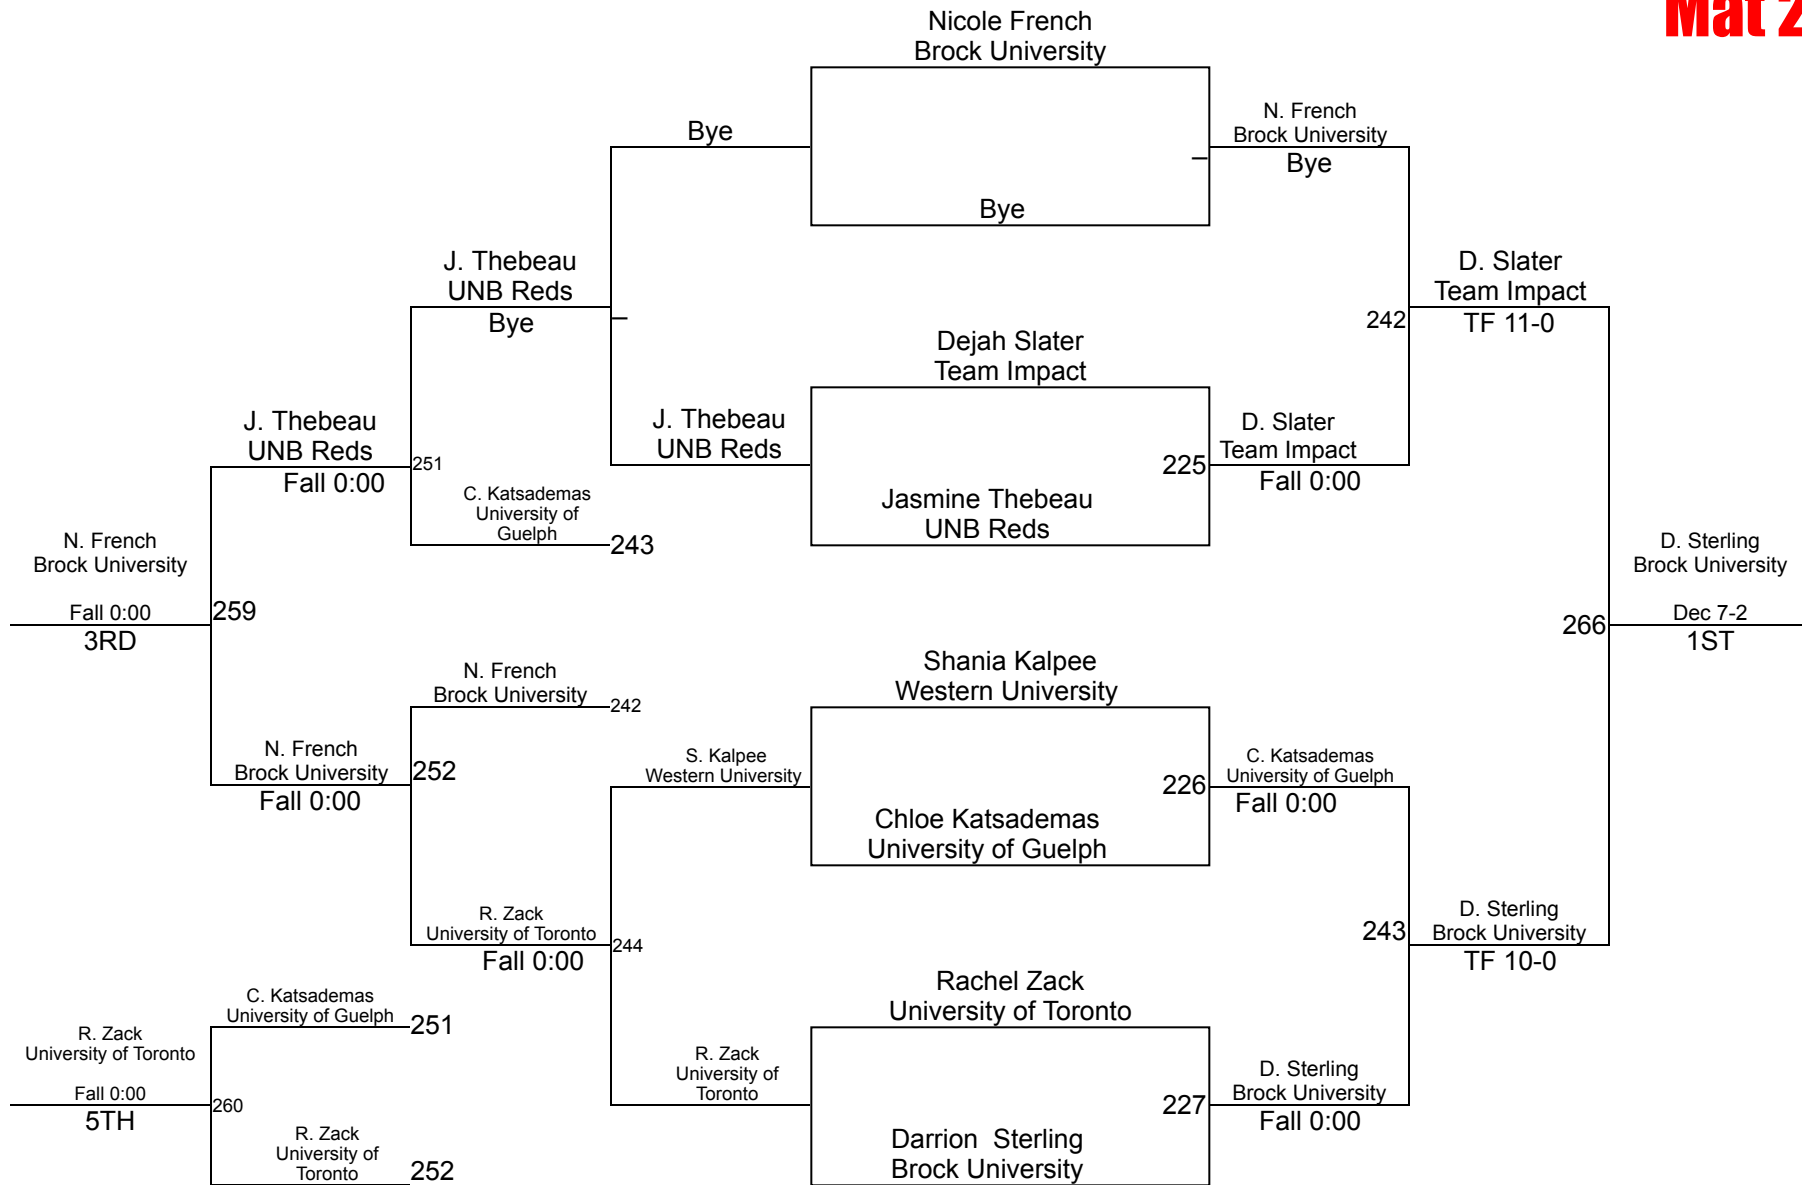 Mat 2
Nicole French
Brock University
Bye
N. French
Brock University
Bye
Bye
J. Thebeau
UNB Reds
Bye
D. Slater
Team Impact
TF 11-0
242
Dejah Slater
Team Impact
J. Thebeau
UNB Reds
Fall 0:00
251
J. Thebeau
UNB Reds
225
D. Slater
Team Impact
Fall 0:00
C. Katsademas
University of
Guelph
243
Jasmine Thebeau
UNB Reds
N. French
Brock University
Fall 0:00
3RD
259
266
D. Sterling
Brock University
Dec 7-2
1ST
N. French
Brock University
242
Shania Kalpee
Western University
N. French
Brock University
Fall 0:00
252
S. Kalpee
Western University
226
C. Katsademas
University of Guelph
Fall 0:00
Chloe Katsademas
University of Guelph
R. Zack
University of Toronto
Fall 0:00
244
243
D. Sterling
Brock University
TF 10-0
Rachel Zack
University of Toronto
C. Katsademas
University of Guelph
251
R. Zack
University of Toronto
Fall 0:00
5TH
260
R. Zack
University of
Toronto
227
D. Sterling
Brock University
Fall 0:00
R. Zack
University of
Toronto
252
Darrion  Sterling
Brock University